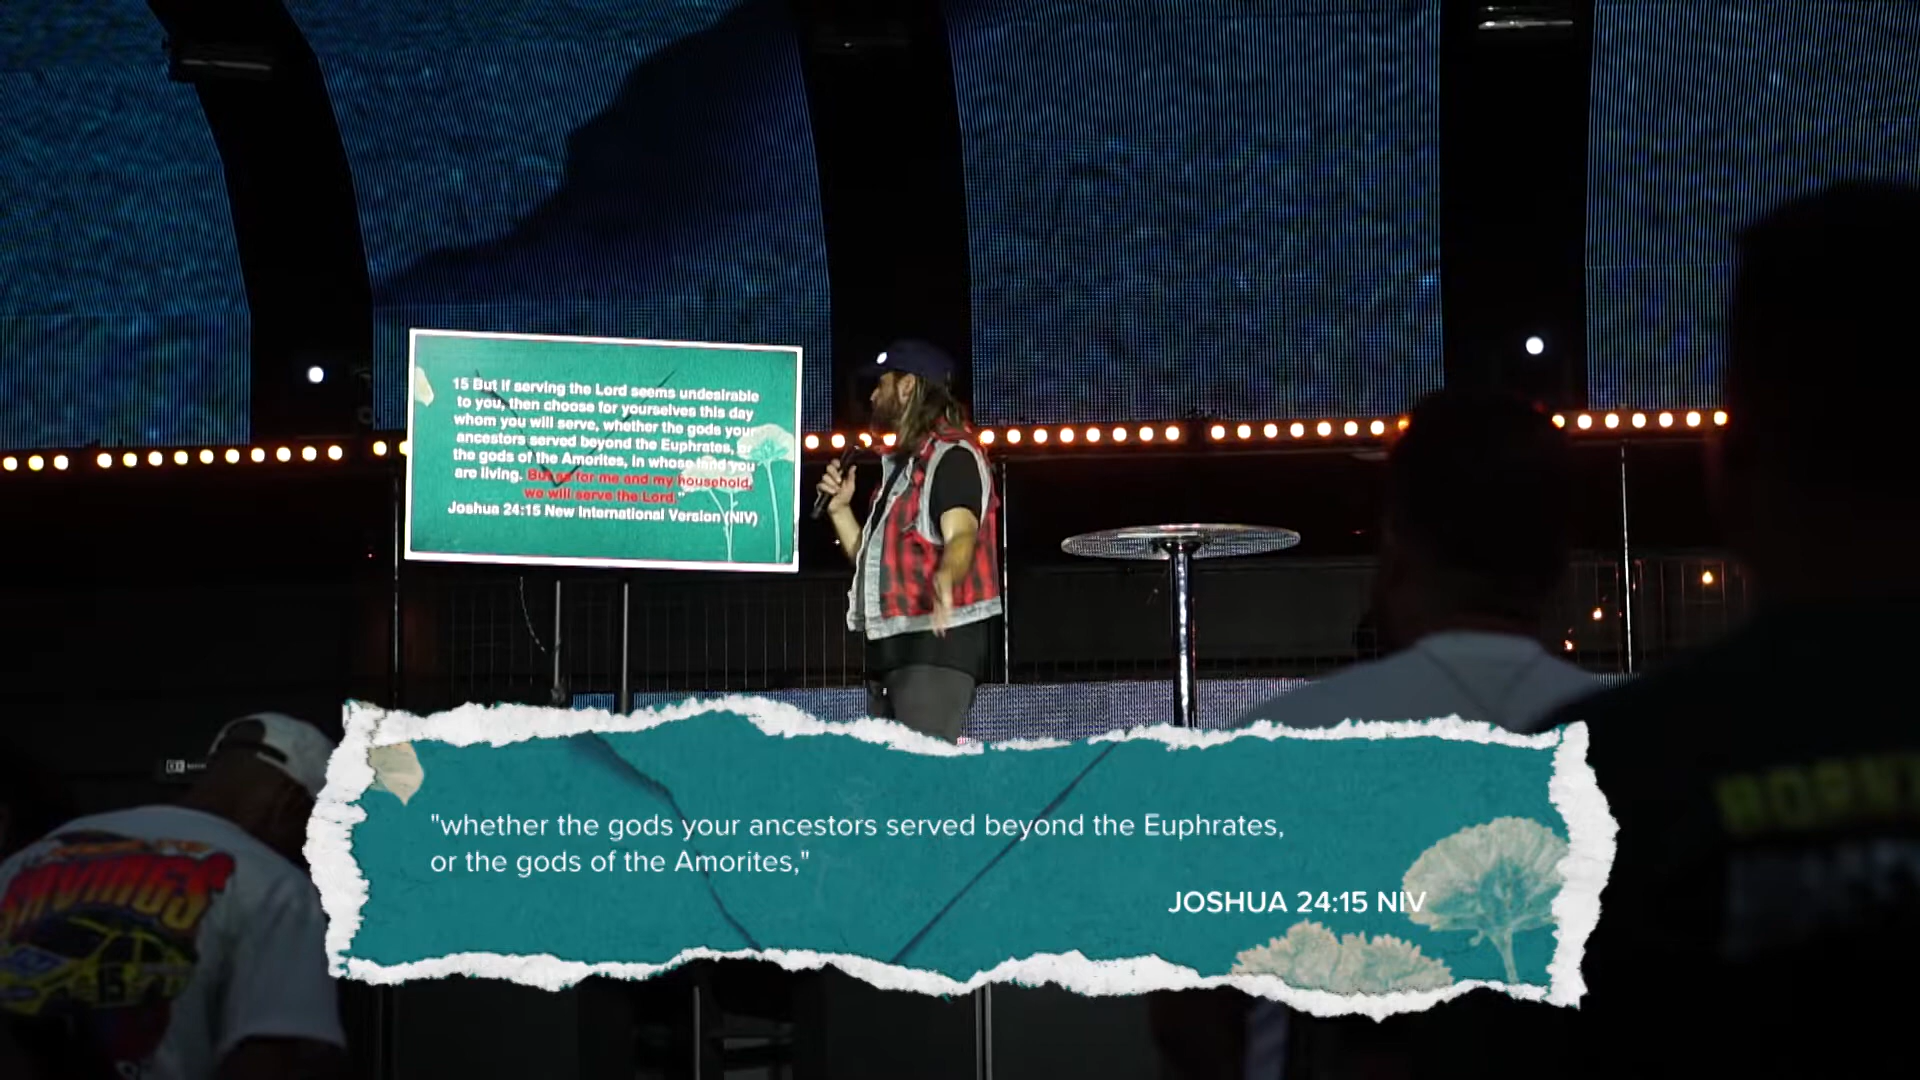 15 But if serving the Lord seems undesirable
to you, then choose for yourselves this day
whom you will serve, whether the gods your
ancestors served beyond the Euphrates, or
the gods of the Amorites, in whose land you
are living. But as for me and my household,
we will serve the Lord."
Joshua 24:15 New International Version (NIV)
"whether the gods your ancestors served beyond the Euphrates,
or the gods of the Amorites,"
JOSHUA 24:15 NIV